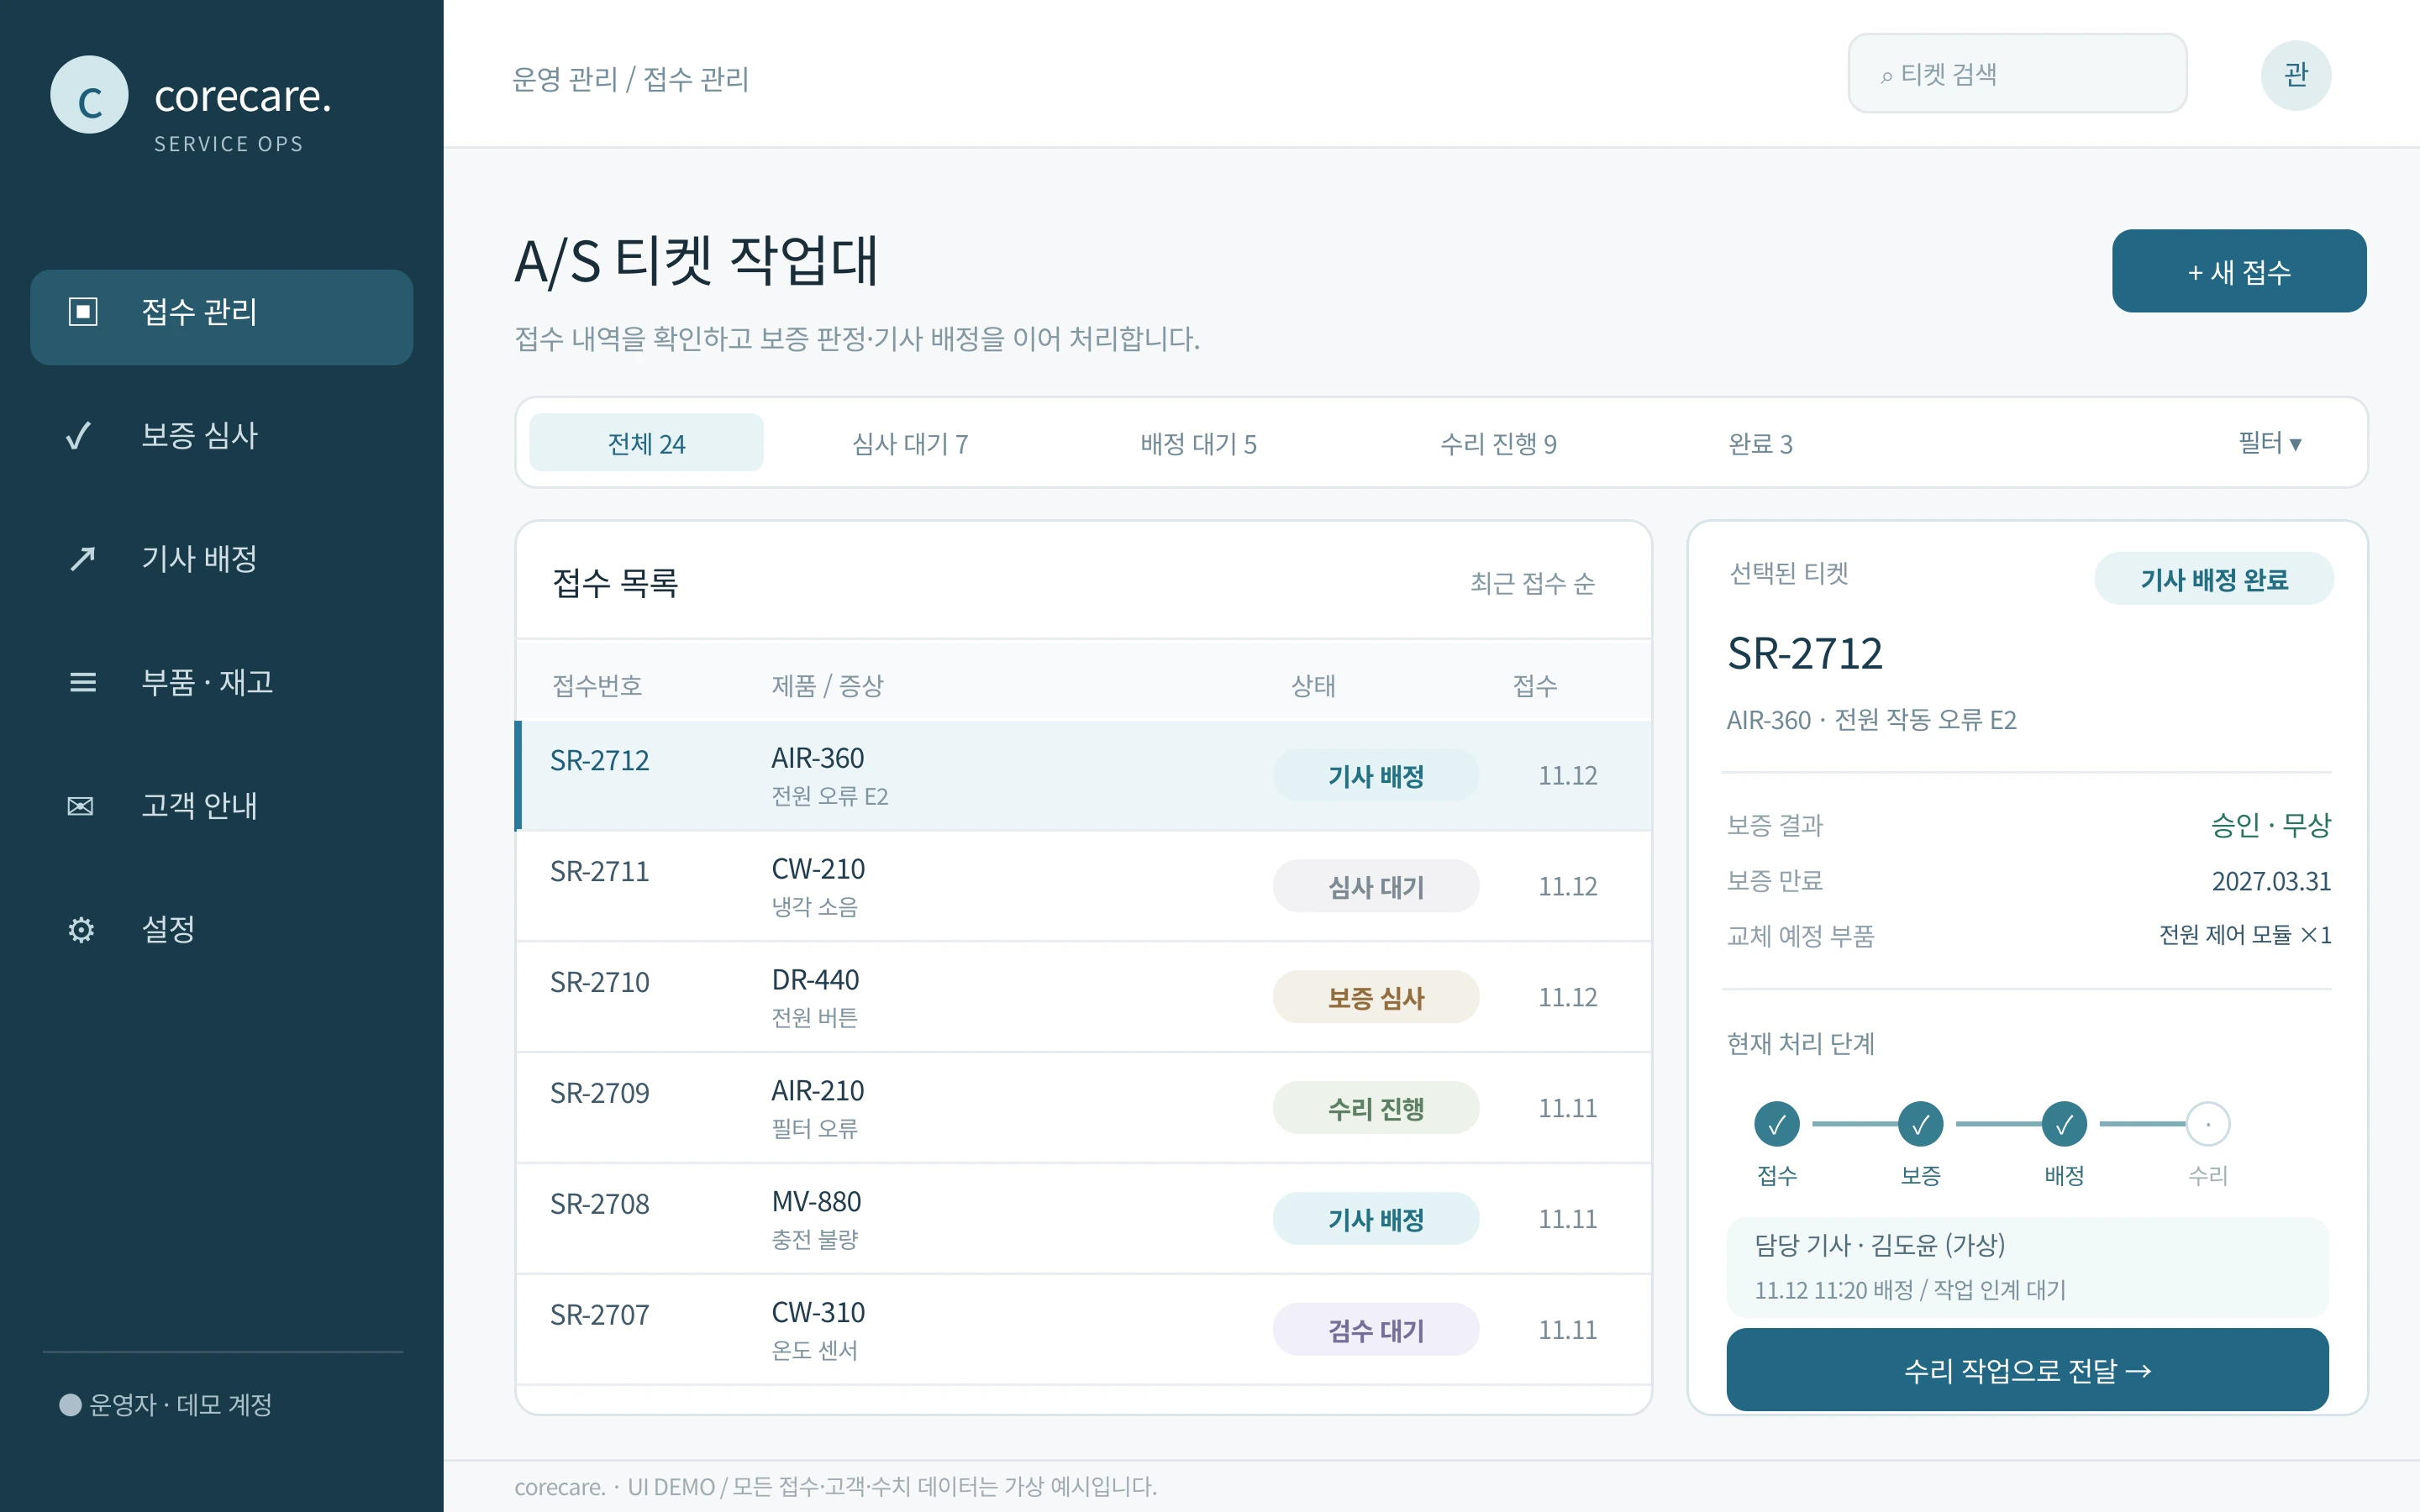 c corecare.
SERVICE OPS
접수 관리
보증 심사
기사 배정
부품 · 재고
고객 안내
설정
운영자 · 데모 계정
운영 관리 / 접수 관리
티켓 검색
관
A/S 티켓 작업대
접수 내역을 확인하고 보증 판정·기사 배정을 이어 처리합니다.
+ 새 접수
전체 24 심사 대기 7 배정 대기 5 수리 진행 9 완료 3 필터 ▾
접수 목록 최근 접수 순
접수번호 제품 / 증상 상태 접수
SR-2712 AIR-360 기사 배정 11.12
전원 오류 E2
SR-2711 CW-210 심사 대기 11.12
냉각 소음
SR-2710 DR-440 보증 심사 11.12
전원 버튼
SR-2709 AIR-210 수리 진행 11.11
필터 오류
SR-2708 MV-880 기사 배정 11.11
충전 불량
SR-2707 CW-310 검수 대기 11.11
온도 센서
선택된 티켓 기사 배정 완료
SR-2712
AIR-360 · 전원 작동 오류 E2
보증 결과 승인 · 무상
보증 만료 2027.03.31
교체 예정 부품 전원 제어 모듈 ×1
현재 처리 단계
접수 보증 배정 수리
담당 기사 · 김도윤 (가상)
11.12 11:20 배정 / 작업 인계 대기
수리 작업으로 전달 →
corecare. · UI DEMO / 모든 접수·고객·수치 데이터는 가상 예시입니다.